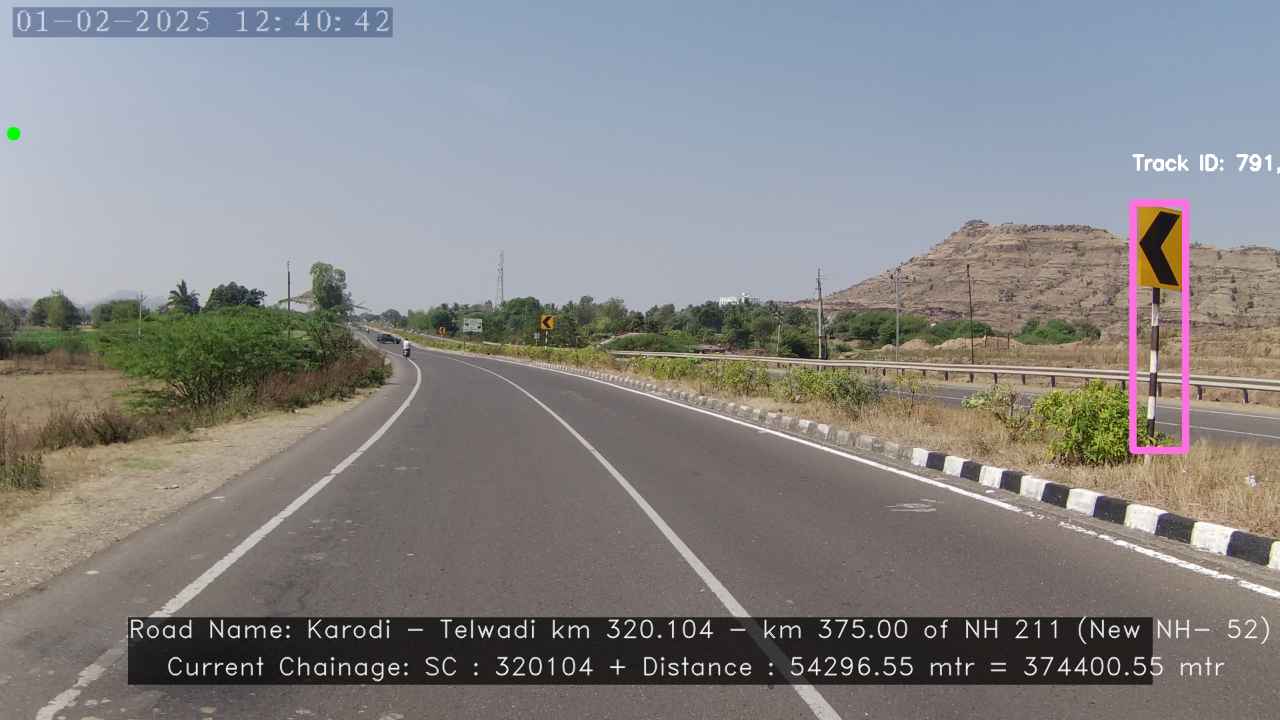 01-02-2025 12:40:42
Track ID: 791,
Road Name: Karodi - Telwadi km 320.104 - km 375.00 of NH 211 (New NH- 52)
Current Chainage: SC : 320104 + Distance : 54296.55 mtr = 374400.55 mtr